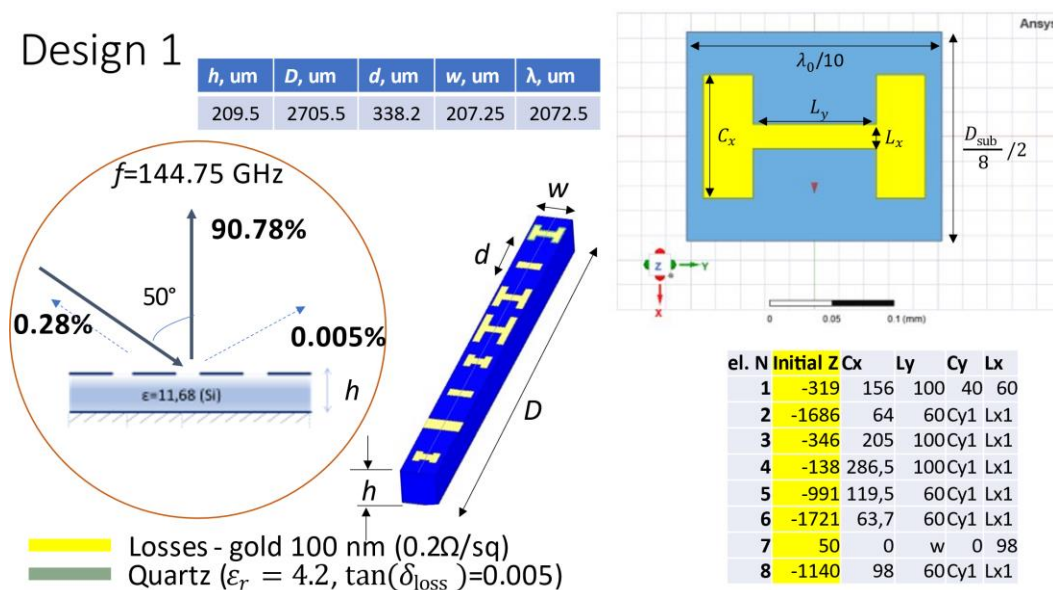 Design 1
h, um D, um d, um w, um λ, um
209.5 2705.5 338.2 207.25 2072.5
f=144.75 GHz
90.78%
50°
0.28%
0.005%
ε=11,68 (Si)
h
w
d
D
h
Losses - gold 100 nm (0.2Ω/sq)
Quartz (εr = 4.2, tan(δloss)=0.005)
Ansys
λ0/10
Ly
Cx
Lx
Dsub/8 /2
Z
Y
X
0 0.05 0.1 (mm)
el. N Initial Z Cx Ly Cy Lx
1 -319 156 100 40 60
2 -1686 64 60 Cy1 Lx1
3 -346 205 100 Cy1 Lx1
4 -138 286,5 100 Cy1 Lx1
5 -991 119,5 60 Cy1 Lx1
6 -1721 63,7 60 Cy1 Lx1
7 50 0 w 0 98
8 -1140 98 60 Cy1 Lx1